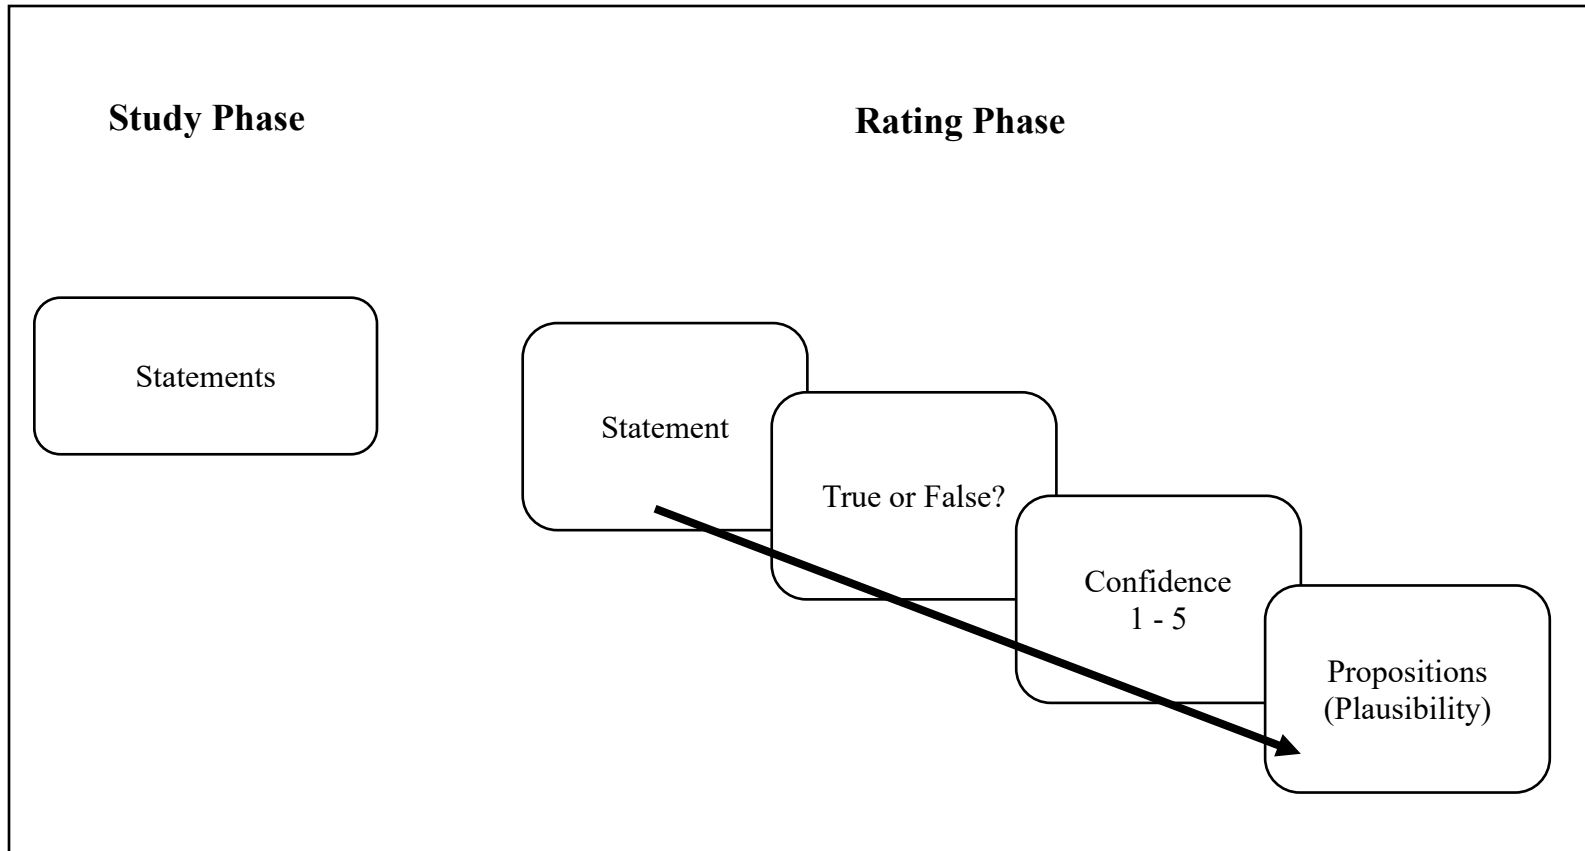 Study Phase
Rating Phase
Statements
Statement
True or False?
Confidence
1 - 5
Propositions
(Plausibility)